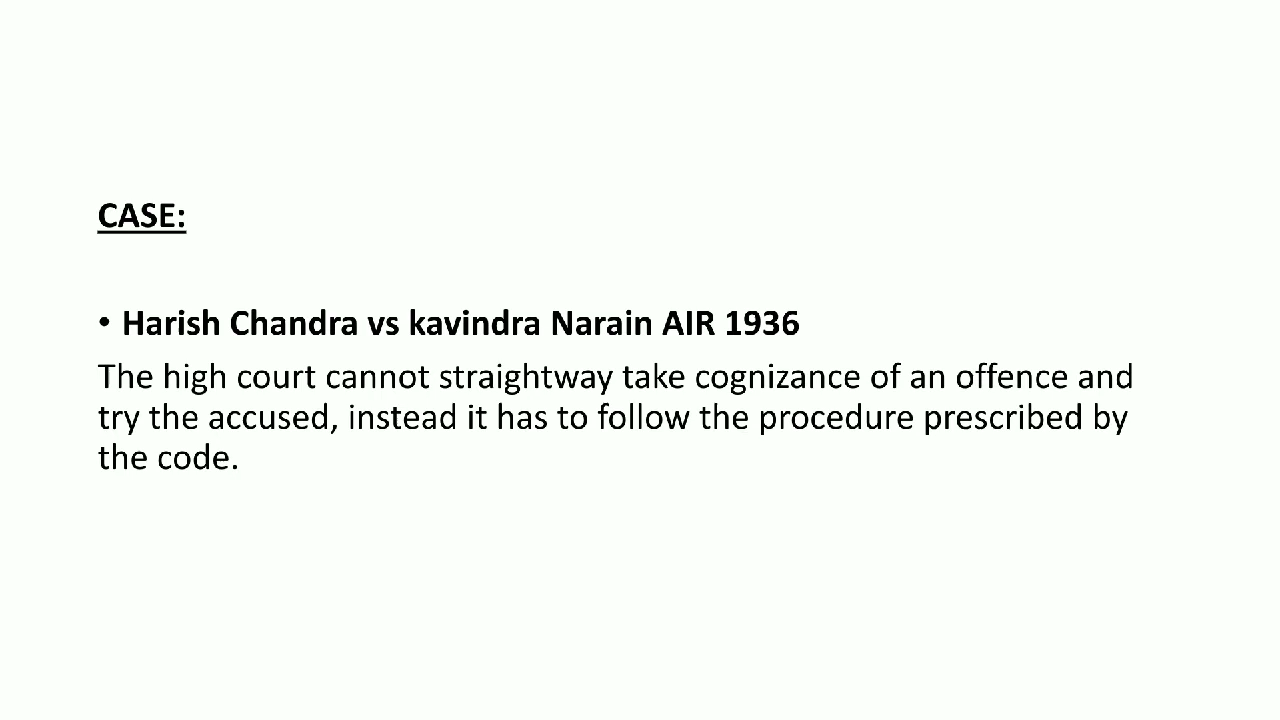 CASE:
• Harish Chandra vs kavindra Narain AIR 1936
The high court cannot straightway take cognizance of an offence and
try the accused, instead it has to follow the procedure prescribed by
the code.